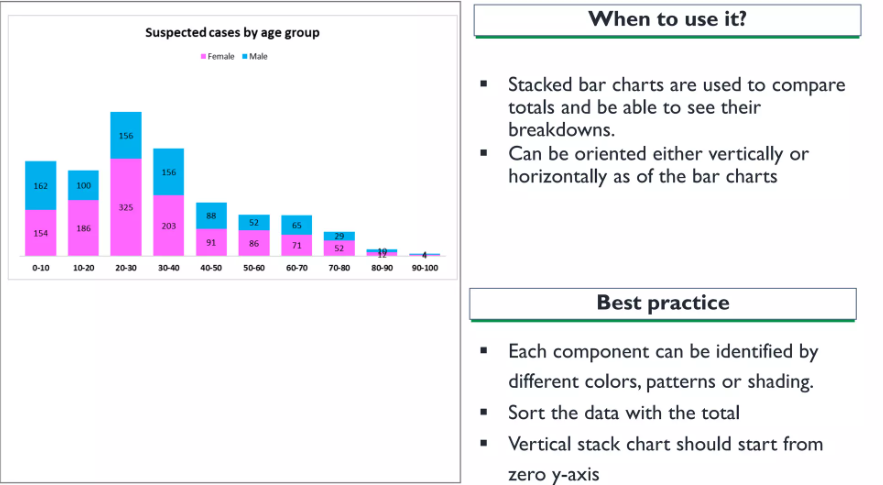 Suspected cases by age group
Female Male
156
162 100 156
325
154 186 203 88 52 65
91 86 71 29
52 10
12 4
0-10 10-20 20-30 30-40 40-50 50-60 60-70 70-80 80-90 90-100
When to use it?
▪ Stacked bar charts are used to compare
totals and be able to see their
breakdowns.
▪ Can be oriented either vertically or
horizontally as of the bar charts
Best practice
▪ Each component can be identified by
different colors, patterns or shading.
▪ Sort the data with the total
▪ Vertical stack chart should start from
zero y-axis